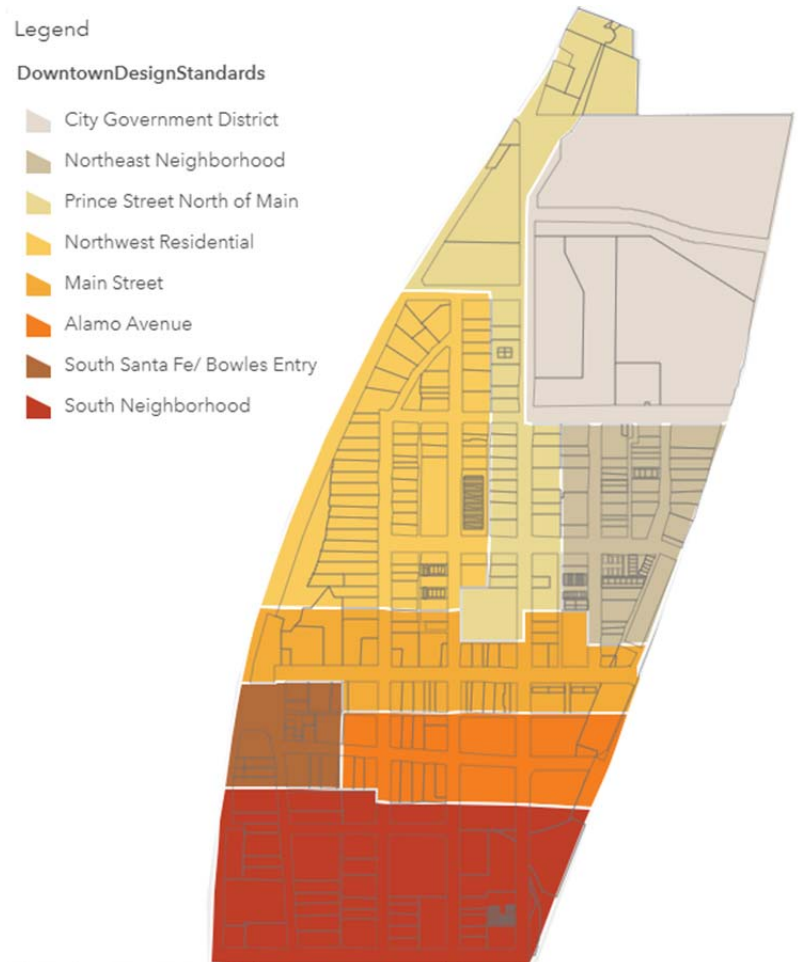 Legend
DowntownDesignStandards
City Government District
Northeast Neighborhood
Prince Street North of Main
Northwest Residential
Main Street
Alamo Avenue
South Santa Fe/ Bowles Entry
South Neighborhood